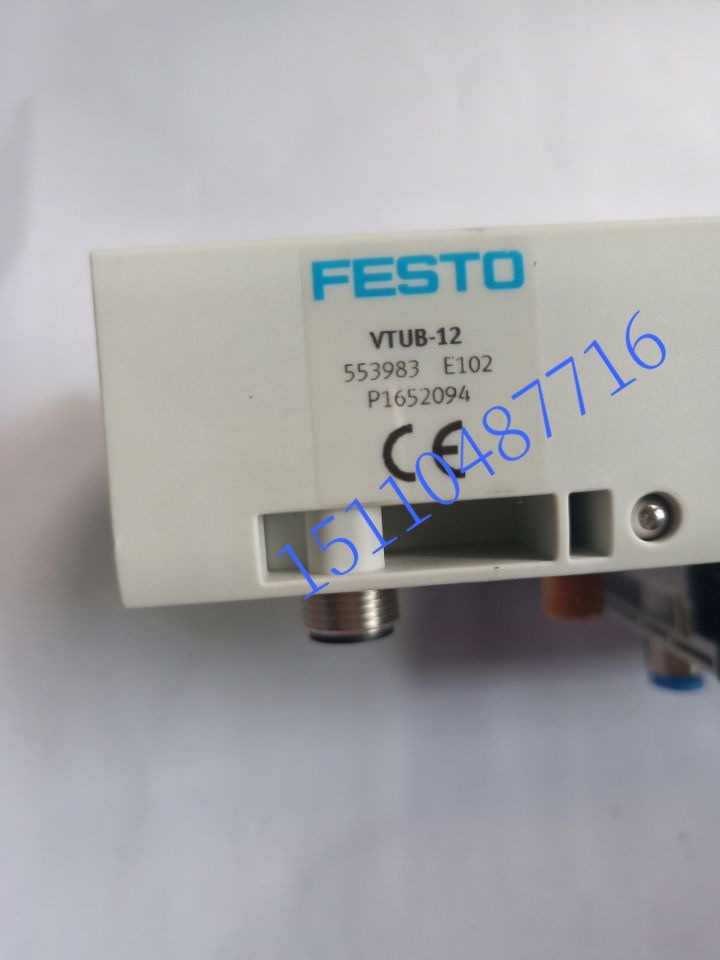 FESTO
VTUB-12
553983 E102
P1652094
CE
15110487716